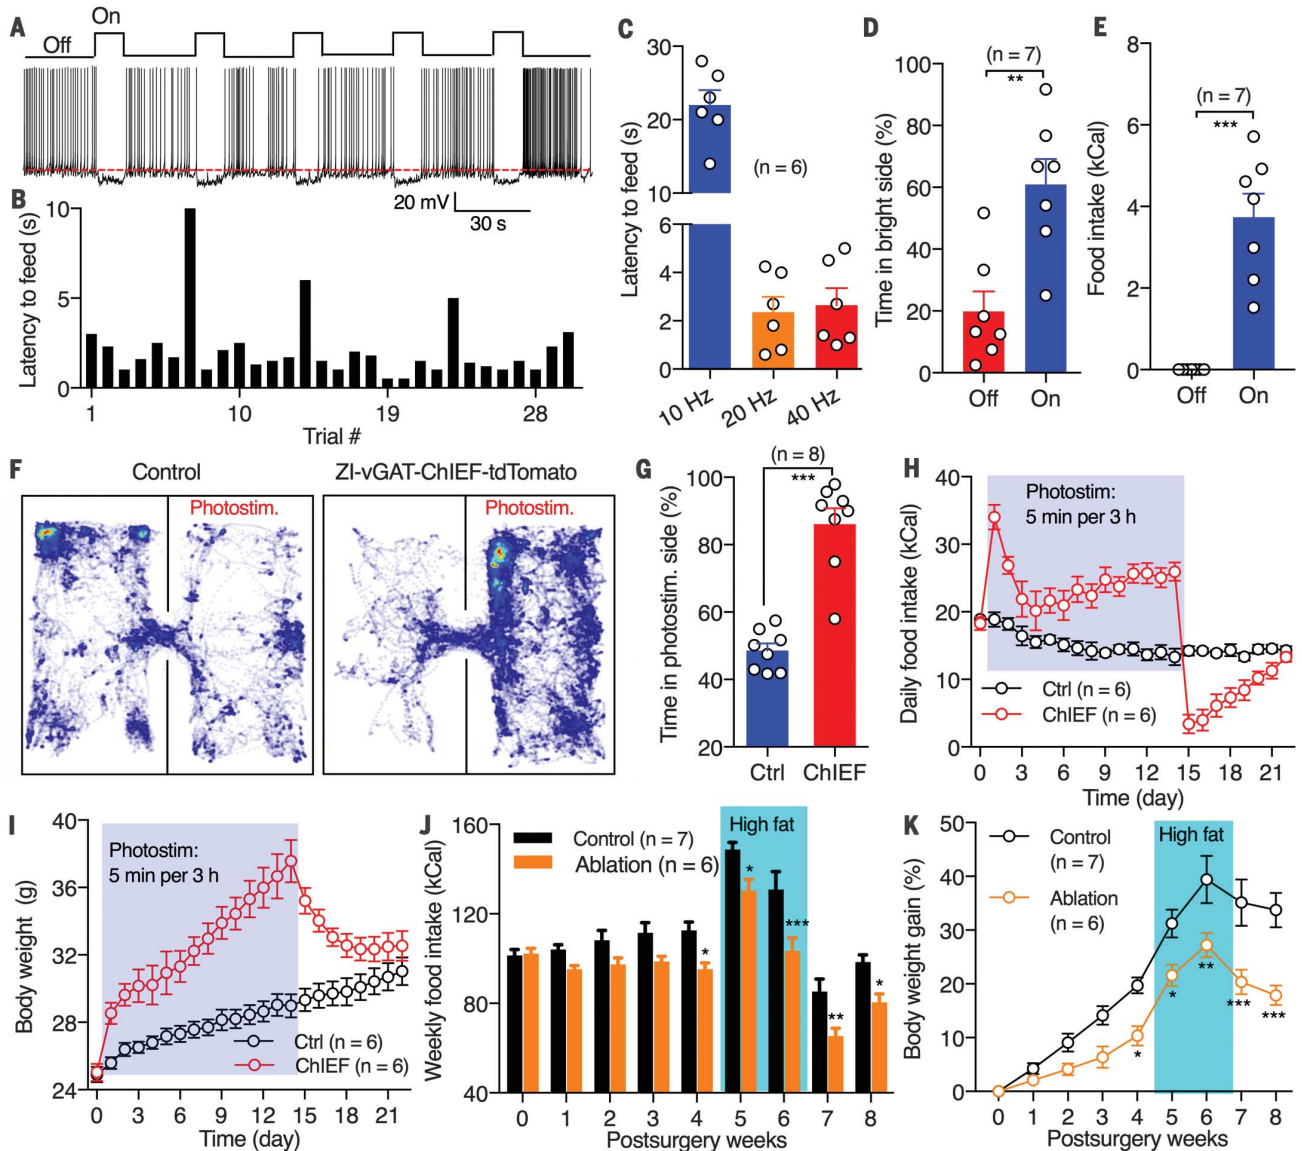 A
On
Off
20 mV
30 s
B
Latency to feed (s)
10
5
0
1
10
19
28
Trial #
C
Latency to feed (s)
30
20
10
6
4
2
0
(n = 6)
10 Hz
20 Hz
40 Hz
D
Time in bright side (%)
100
80
60
40
20
0
(n = 7)
**
Off
On
E
Food intake (kCal)
8
6
4
2
0
(n = 7)
***
Off
On
F
Control
ZI-vGAT-ChIEF-tdTomato
Photostim.
Photostim.
G
Time in photostim. side (%)
100
80
60
40
20
(n = 8)
***
Ctrl
ChIEF
H
Daily food intake (kCal)
40
30
20
10
0
Photostim:
5 min per 3 h
Ctrl (n = 6)
ChIEF (n = 6)
0
3
6
9
12
15
18
21
Time (day)
I
Body weight (g)
40
36
32
28
24
Photostim:
5 min per 3 h
Ctrl (n = 6)
ChIEF (n = 6)
0
3
6
9
12
15
18
21
Time (day)
J
Weekly food intake (kCal)
160
120
80
40
Control (n = 7)
Ablation (n = 6)
High fat
*
*
***
**
*
0
1
2
3
4
5
6
7
8
Postsurgery weeks
K
Body weight gain (%)
50
40
30
20
10
0
Control
(n = 7)
Ablation
(n = 6)
High fat
*
*
**
***
***
0
1
2
3
4
5
6
7
8
Postsurgery weeks